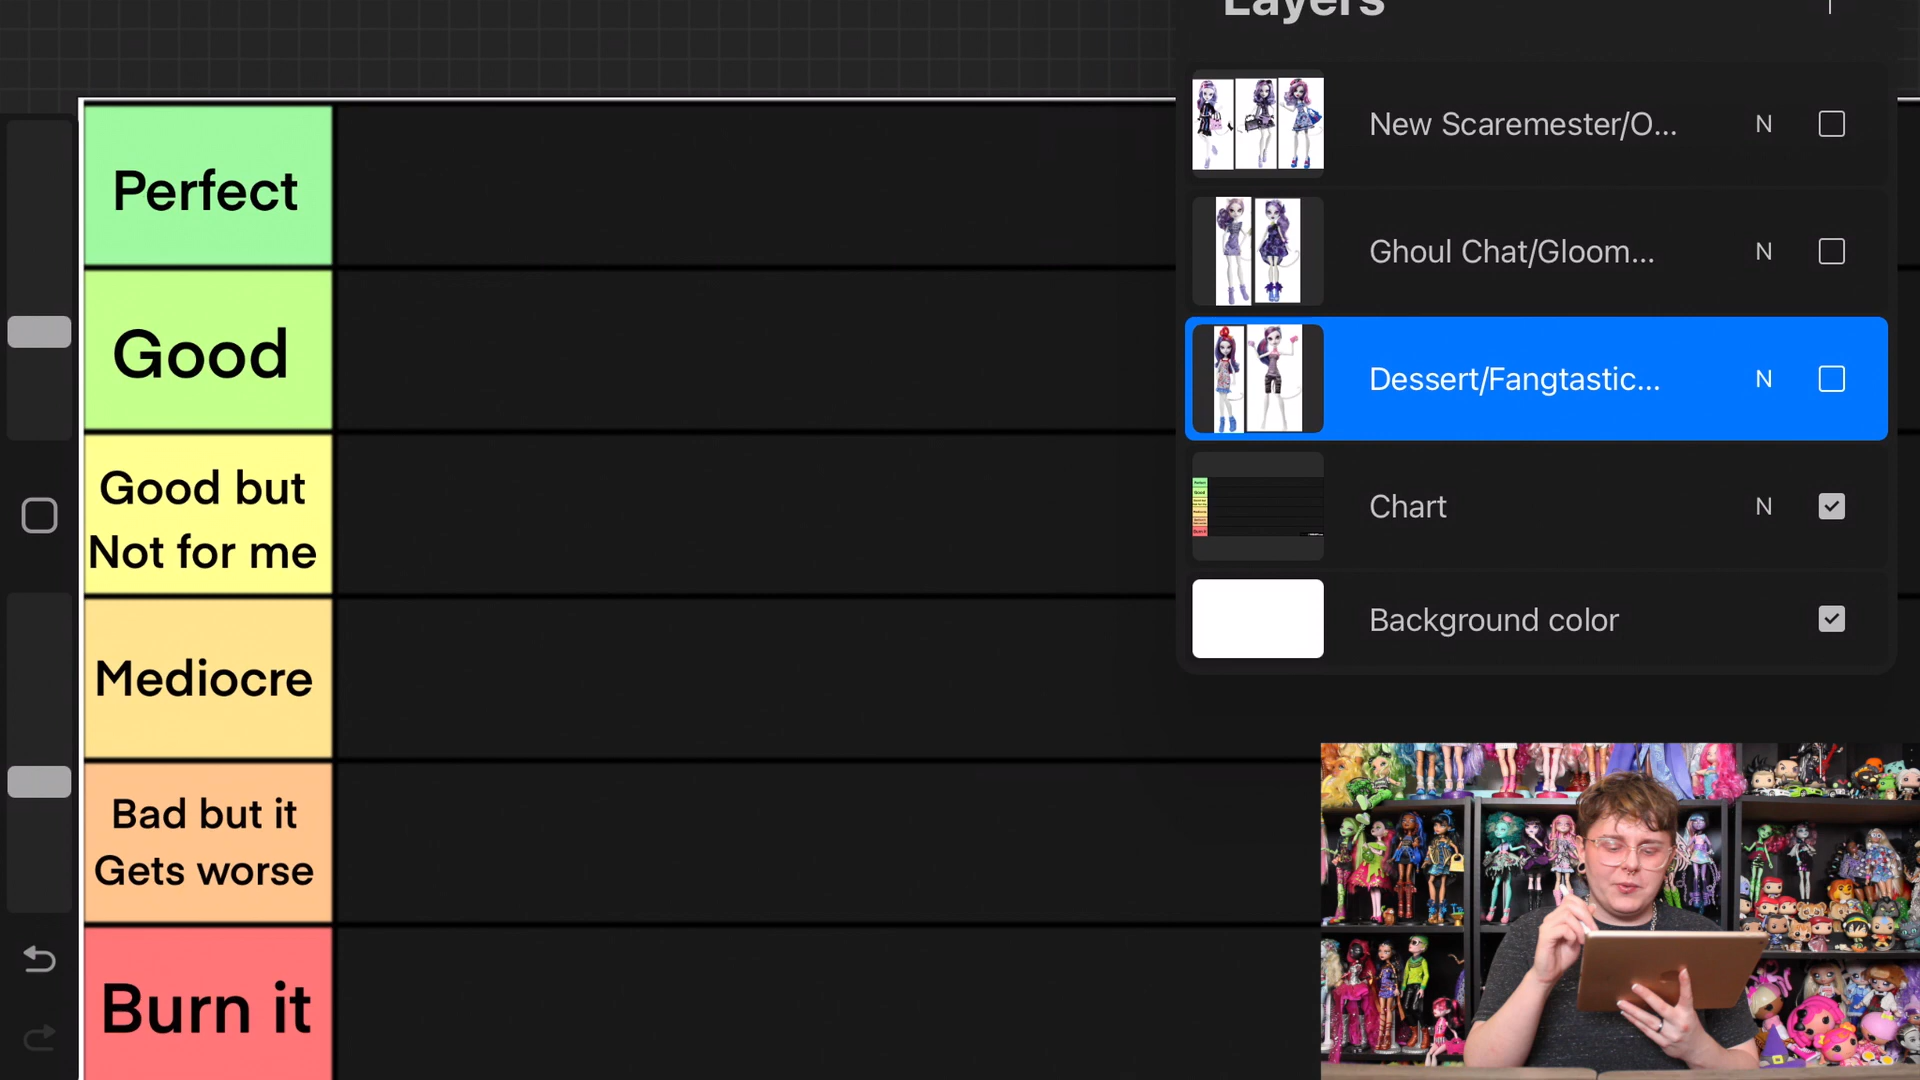 Layers
Perfect
Good
Good but
Not for me
Mediocre
Bad but it
Gets worse
Burn it
New Scaremester/O... N
Ghoul Chat/Gloom... N
Dessert/Fangtastic... N
Chart N
Background color